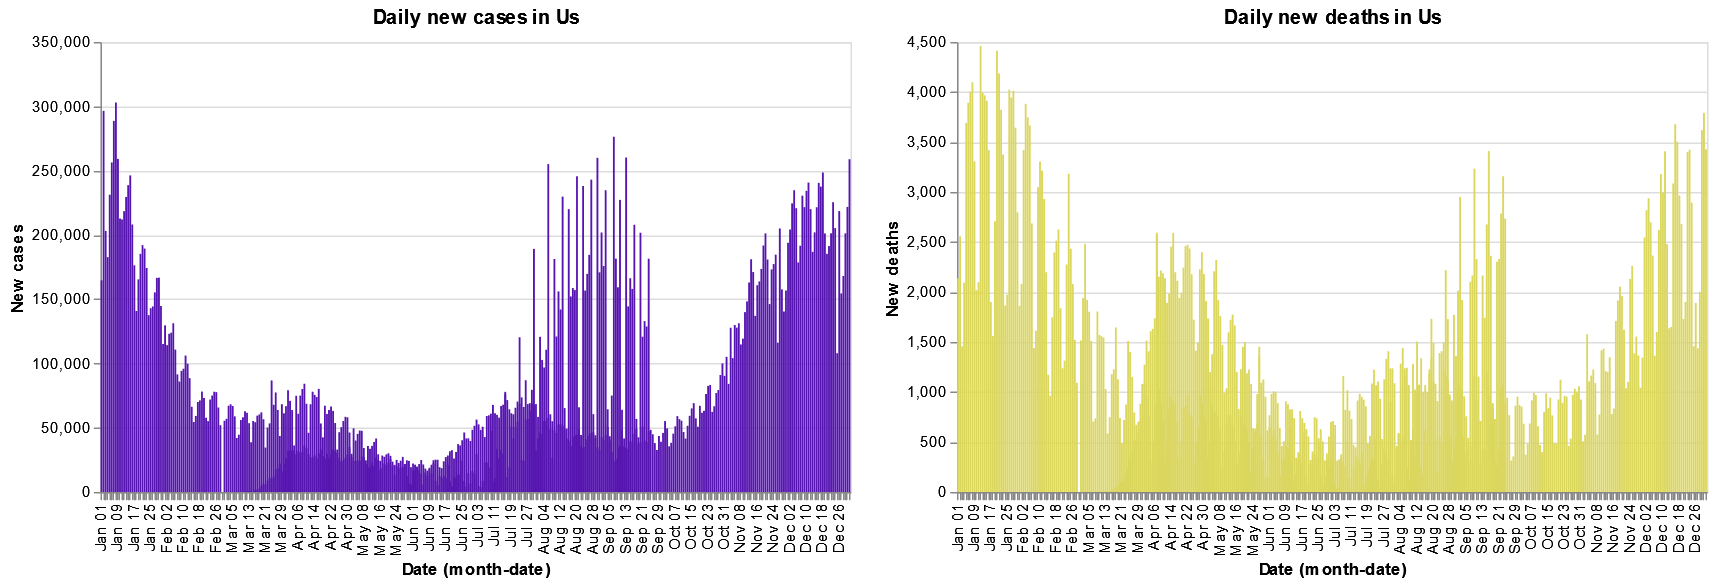 Daily new cases in Us
350,000
300,000
250,000
200,000
150,000
100,000
50,000
0
New cases
Jan 01
Jan 09
Jan 17
Jan 25
Feb 02
Feb 10
Feb 18
Feb 26
Mar 05
Mar 13
Mar 21
Mar 29
Apr 06
Apr 14
Apr 22
Apr 30
May 08
May 16
May 24
Jun 01
Jun 09
Jun 17
Jun 25
Jul 03
Jul 11
Jul 19
Jul 27
Aug 04
Aug 12
Aug 20
Aug 28
Sep 05
Sep 13
Sep 21
Sep 29
Oct 07
Oct 15
Oct 23
Oct 31
Nov 08
Nov 16
Nov 24
Dec 02
Dec 10
Dec 18
Dec 26
Date (month-date)
Daily new deaths in Us
4,500
4,000
3,500
3,000
2,500
2,000
1,500
1,000
500
0
New deaths
Jan 01
Jan 09
Jan 17
Jan 25
Feb 02
Feb 10
Feb 18
Feb 26
Mar 05
Mar 13
Mar 21
Mar 29
Apr 06
Apr 14
Apr 22
Apr 30
May 08
May 16
May 24
Jun 01
Jun 09
Jun 17
Jun 25
Jul 03
Jul 11
Jul 19
Jul 27
Aug 04
Aug 12
Aug 20
Aug 28
Sep 05
Sep 13
Sep 21
Sep 29
Oct 07
Oct 15
Oct 23
Oct 31
Nov 08
Nov 16
Nov 24
Dec 02
Dec 10
Dec 18
Dec 26
Date (month-date)